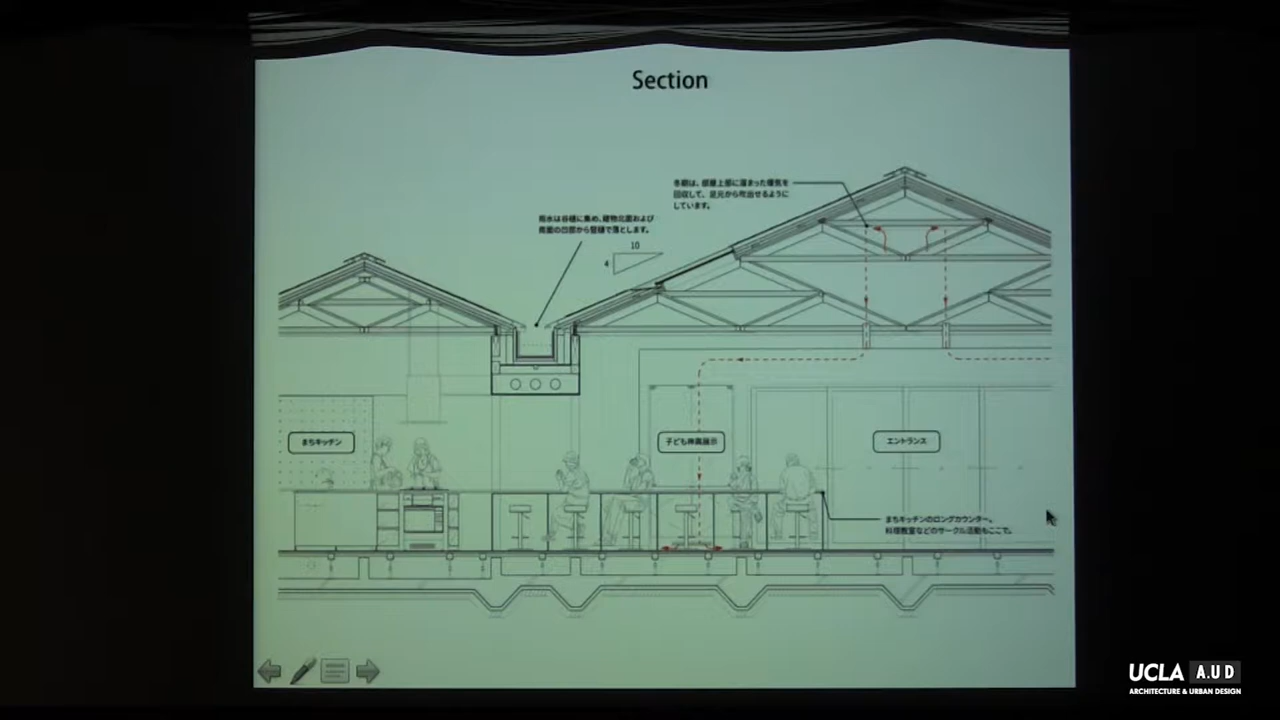 Section
冬期は、部屋上部に溜まった暖気を
回収して、足元から吹出せるように
しています。
雨水は谷樋に集め、建物北面および
南面の凹部から竪樋で落とします。
10
4
まちキッチン
子ども神輿展示
エントランス
まちキッチンのロングカウンター。
料理教室などのサークル活動もここで。
UCLA A.UD
ARCHITECTURE & URBAN DESIGN